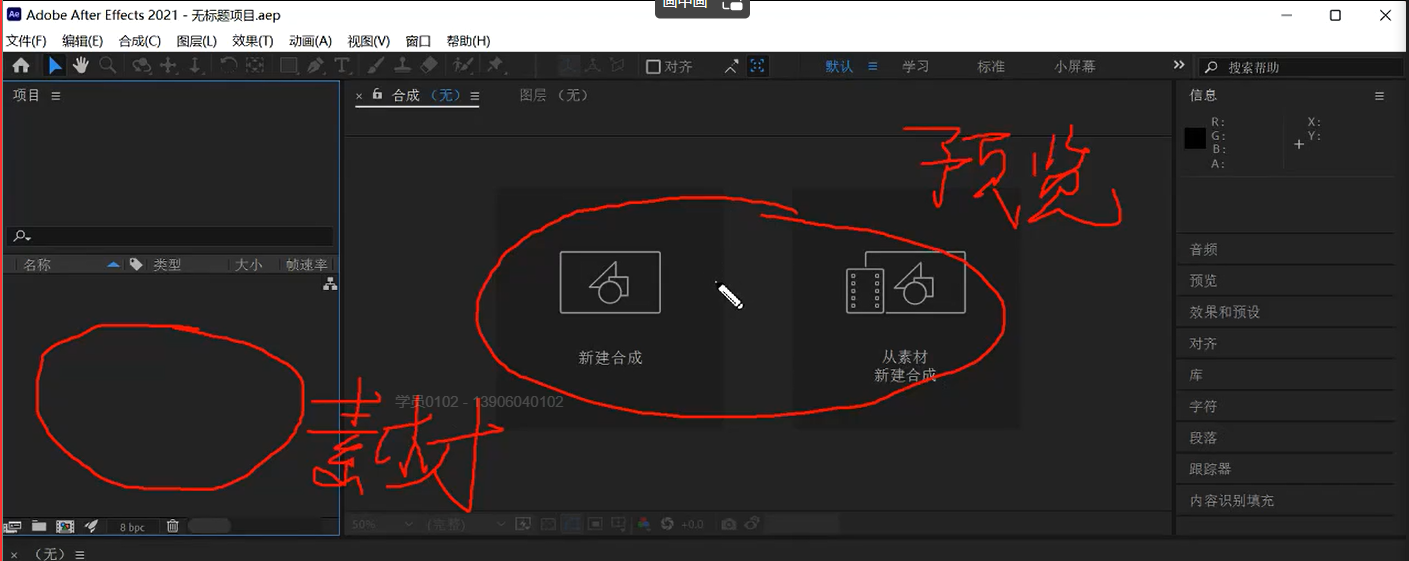 画中画
Adobe After Effects 2021 - 无标题项目.aep
文件(F) 编辑(E) 合成(C) 图层(L) 效果(T) 动画(A) 视图(V) 窗口 帮助(H)
对齐 默认 学习 标准 小屏幕 搜索帮助
项目
合成 (无) 图层 (无)
信息
R: X:
G: Y:
B:
A:
预览
名称 类型 大小 帧速率
新建合成
从素材
新建合成
音频
预览
效果和预设
对齐
库
字符
段落
跟踪器
内容识别填充
学员0102 - 13906040102
素材
8 bpc
50% (完整) +0.0
(无)